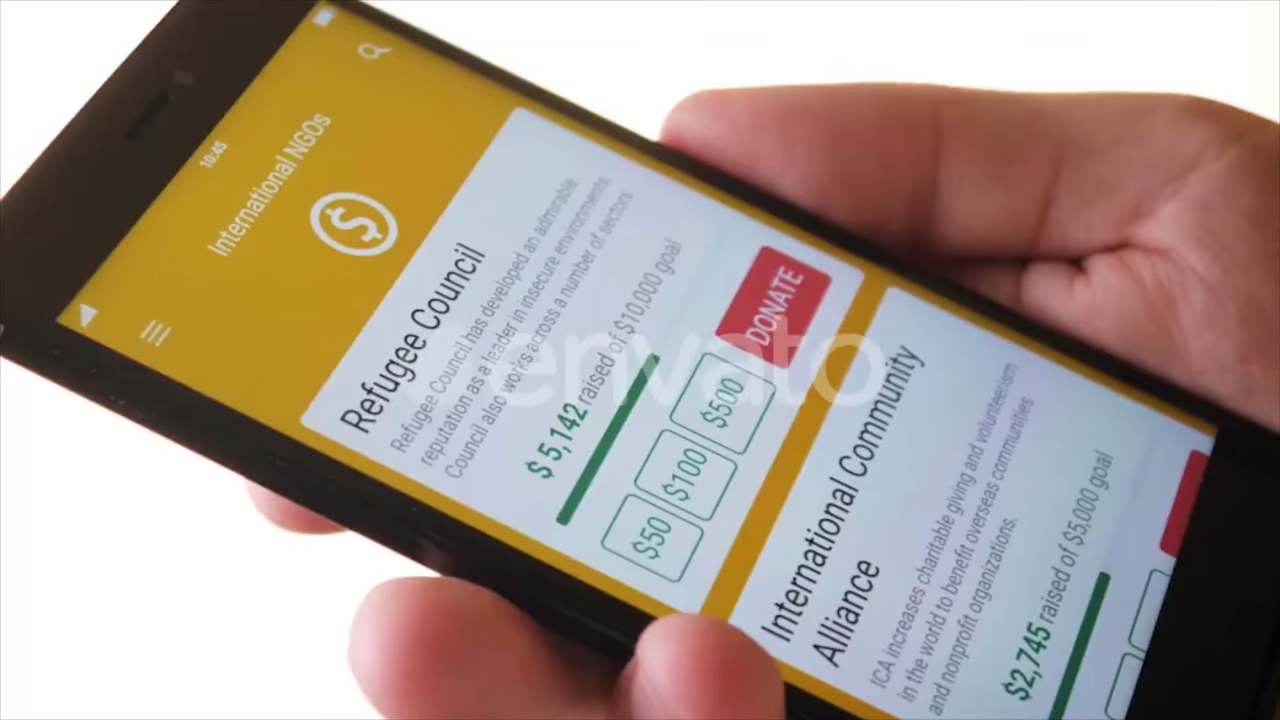 10:45
International NGOs
$
Refugee Council
Refugee Council has developed an admirable
reputation as a leader in insecure environments.
Council also works across a number of sectors.
$ 5,142 raised of $10,000 goal
$50 $100 $500 DONATE
International Community
Alliance
ICA increases charitable giving and volunteerism
in the world to benefit overseas communities
and nonprofit organizations.
$2,745 raised of $5,000 goal
envato